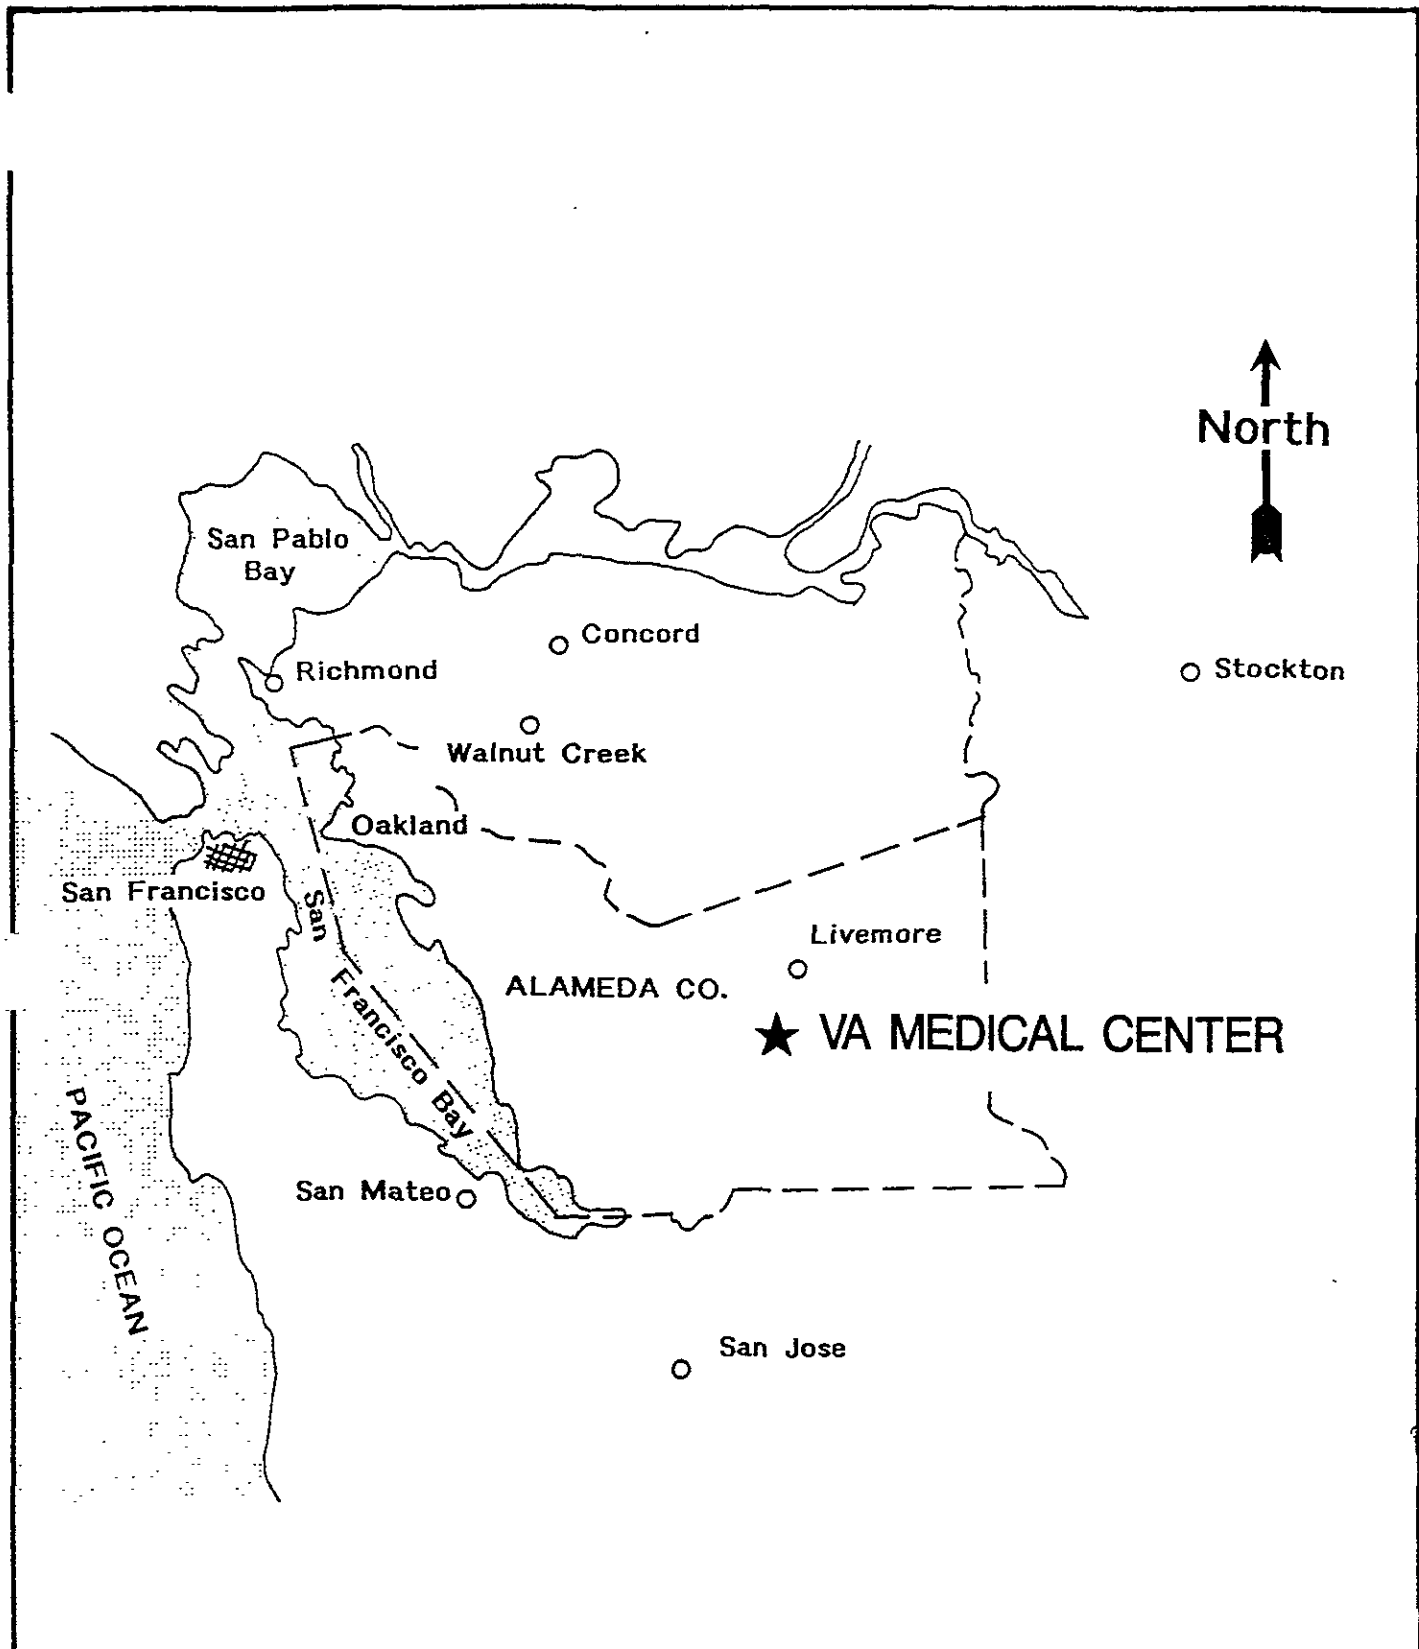 North
San Pablo
Bay
Concord
Richmond
Stockton
Walnut Creek
Oakland
San Francisco
San
Francisco Bay
Livemore
ALAMEDA CO.
VA MEDICAL CENTER
PACIFIC OCEAN
San Mateo
San Jose